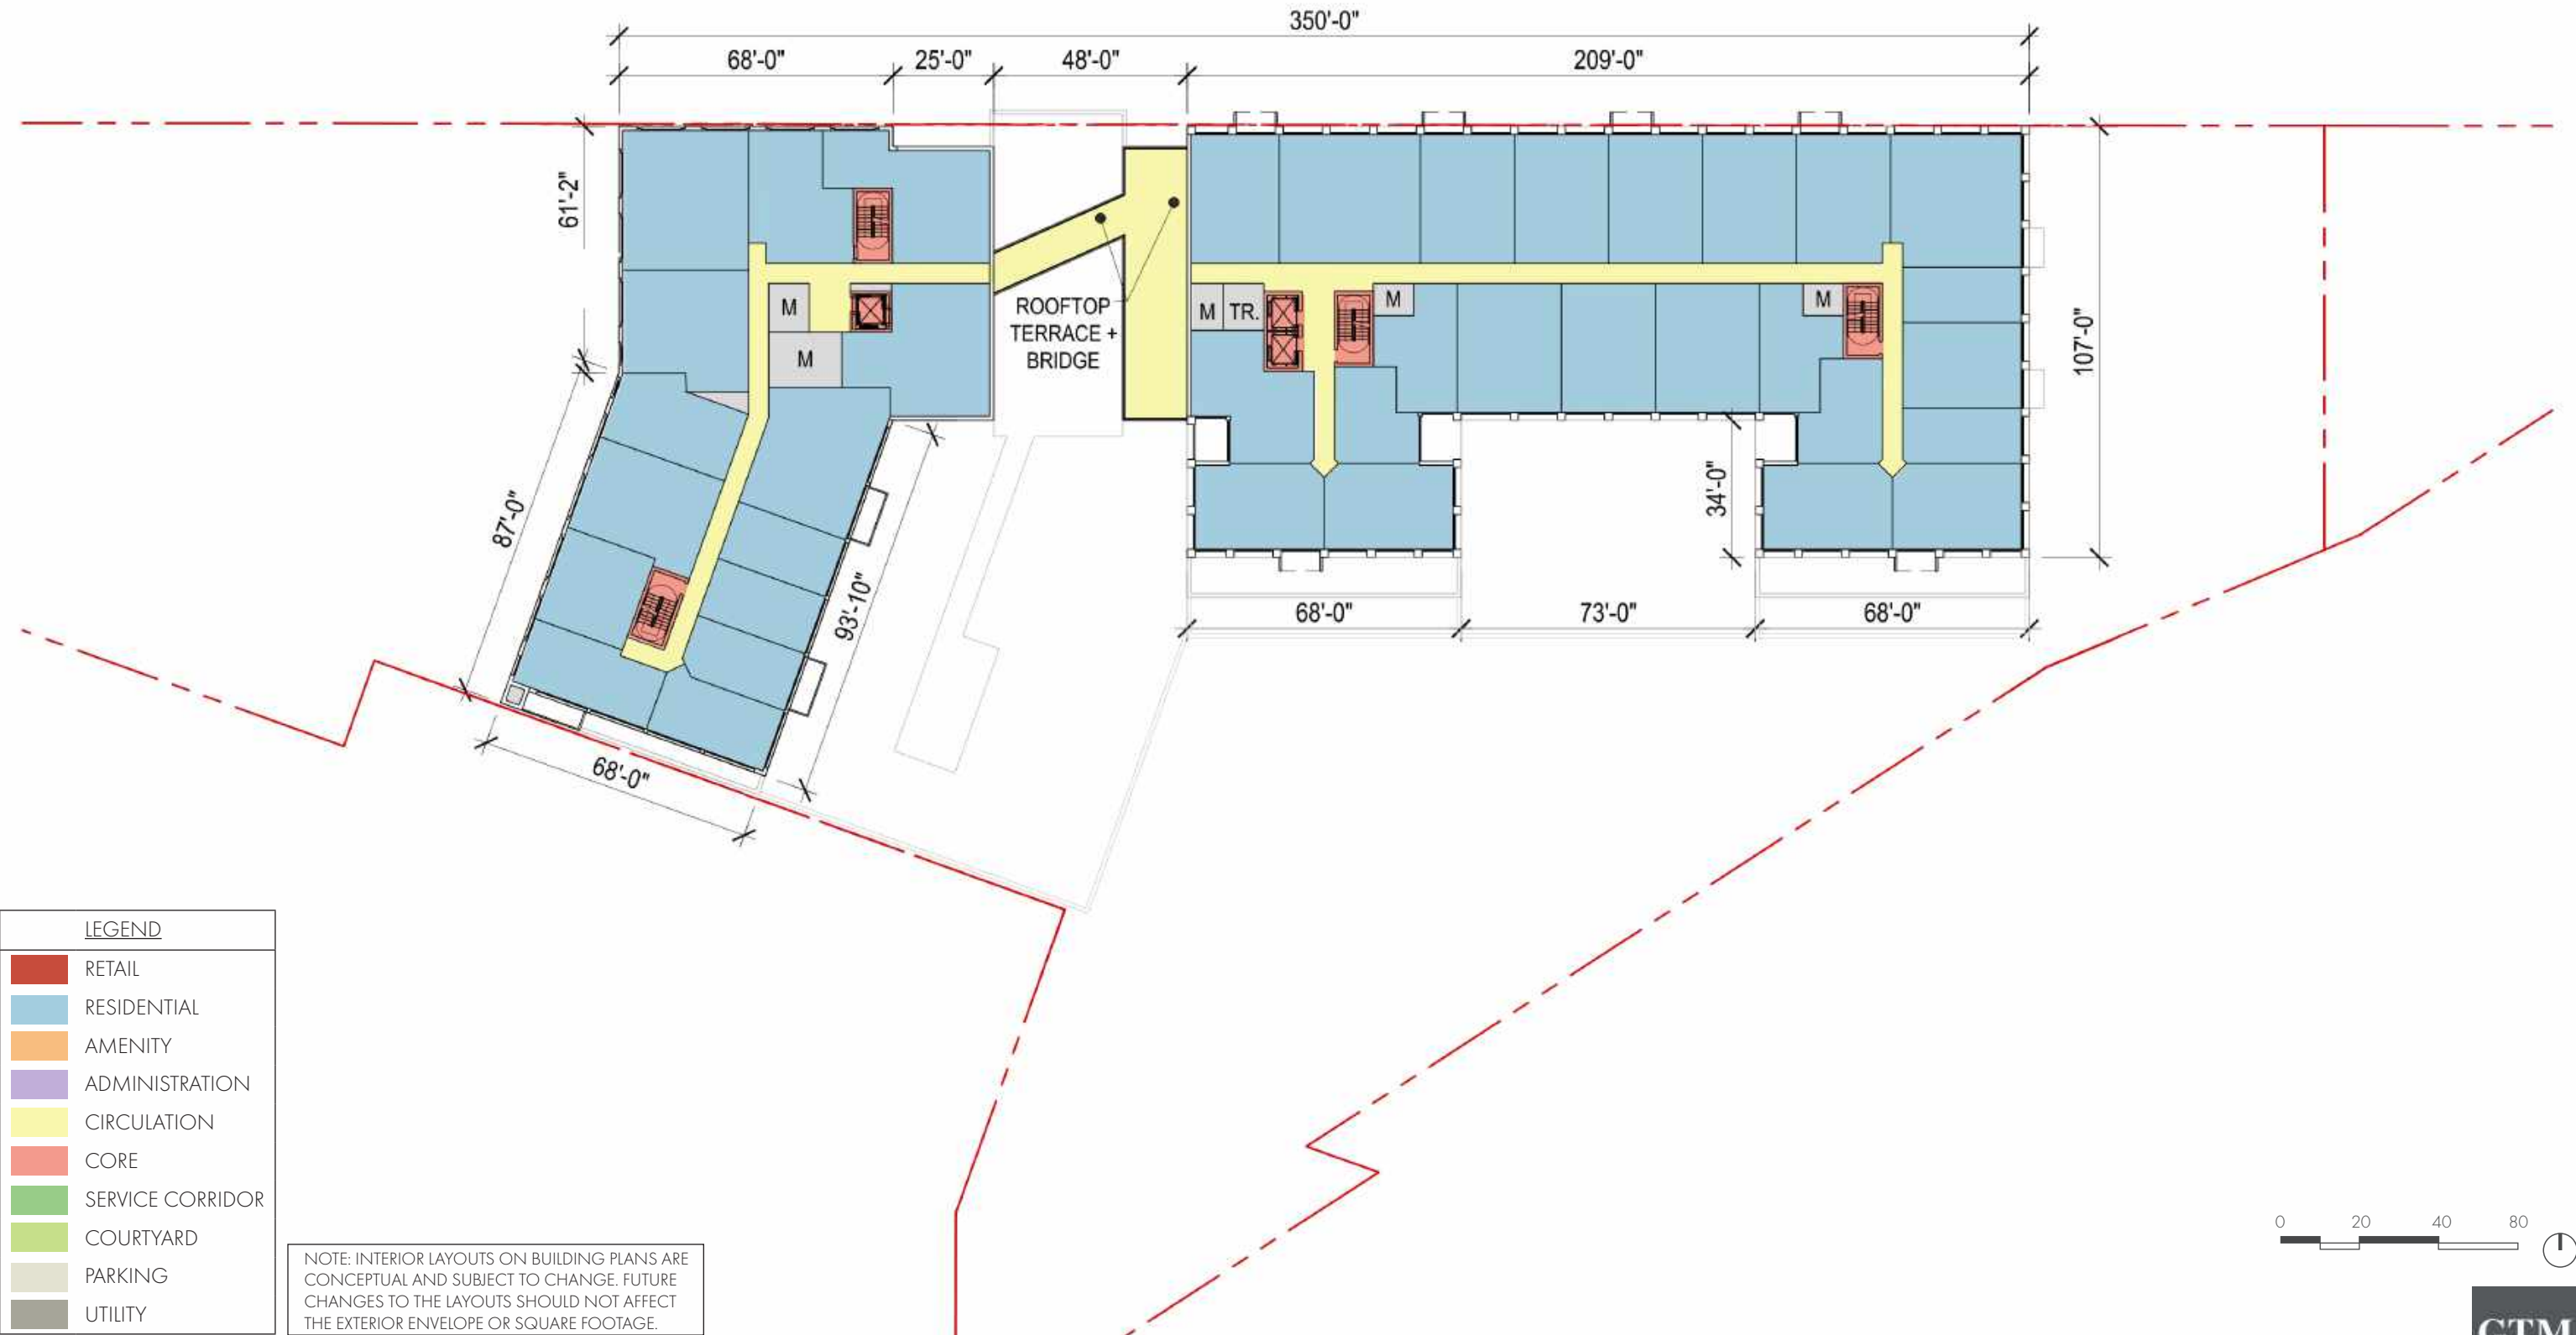 350'-0"
68'-0" 25'-0" 48'-0" 209'-0"
61'-2"
M
M
ROOFTOP
TERRACE +
BRIDGE
M TR.
M
M
107'-0"
87'-0"
93'-10"
34'-0"
68'-0" 73'-0" 68'-0"
68'-0"
LEGEND
RETAIL
RESIDENTIAL
AMENITY
ADMINISTRATION
CIRCULATION
CORE
SERVICE CORRIDOR
COURTYARD
PARKING
UTILITY
NOTE: INTERIOR LAYOUTS ON BUILDING PLANS ARE
CONCEPTUAL AND SUBJECT TO CHANGE. FUTURE
CHANGES TO THE LAYOUTS SHOULD NOT AFFECT
THE EXTERIOR ENVELOPE OR SQUARE FOOTAGE.
0 20 40 80